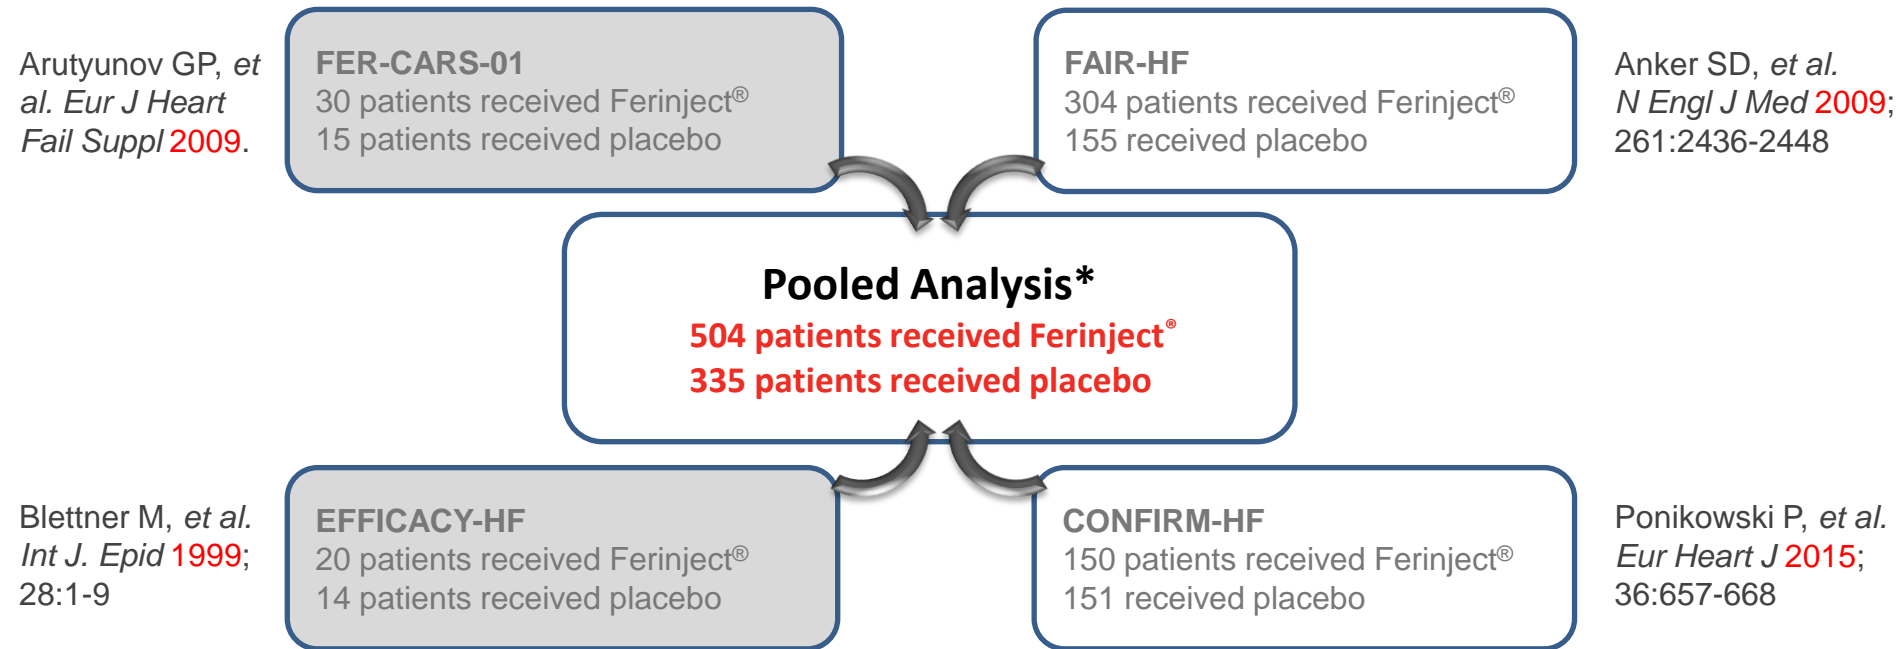 Arutyunov GP, et
al. Eur J Heart
Fail Suppl 2009.
FER-CARS-01
30 patients received Ferinject®
15 patients received placebo
FAIR-HF
304 patients received Ferinject®
155 received placebo
Anker SD, et al.
N Engl J Med 2009;
261:2436-2448
Pooled Analysis*
504 patients received Ferinject®
335 patients received placebo
Blettner M, et al.
Int J. Epid 1999;
28:1-9
EFFICACY-HF
20 patients received Ferinject®
14 patients received placebo
CONFIRM-HF
150 patients received Ferinject®
151 received placebo
Ponikowski P, et al.
Eur Heart J 2015;
36:657-668